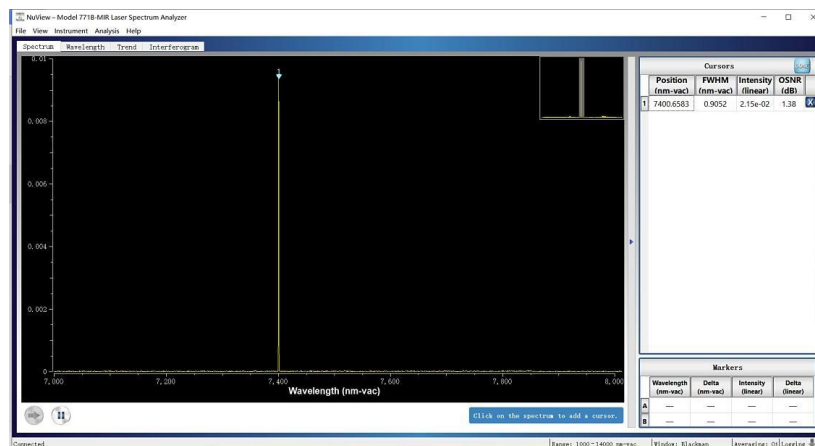 NuView – Model 771B-MIR Laser Spectrum Analyzer
File View Instrument Analysis Help
Spectrum Wavelength Trend Interferogram
0.01
0.008
0.006
0.004
0.002
0
1
7,000 7,200 7,400 7,600 7,800 8,000
Wavelength (nm-vac)
Click on the spectrum to add a cursor.
Cursors
Position (nm-vac) FWHM (nm-vac) Intensity (linear) OSNR (dB)
1 7400.6583 0.9052 2.15e-02 1.38 X
Markers
Wavelength (nm-vac) Delta (nm-vac) Intensity (linear) Delta (linear)
A — — — —
B — — — —
Connected
Range: 1000-14000 nm-vac Window: Blackman Averaging: Logging